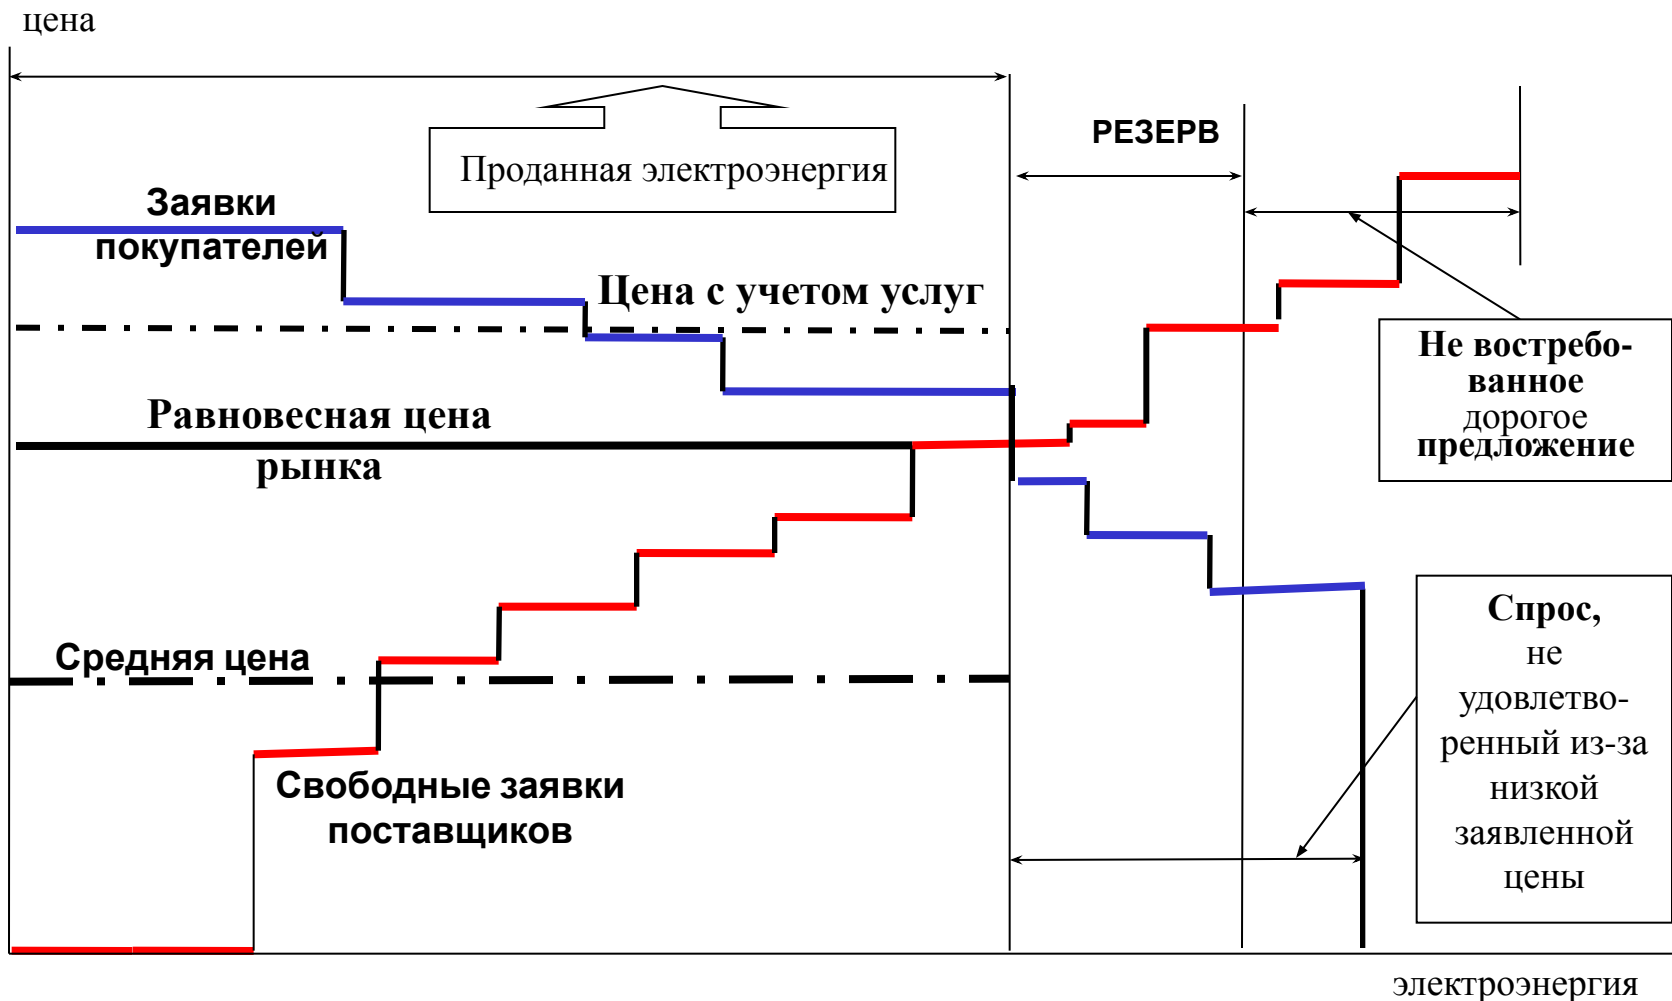 цена
РЕЗЕРВ
Проданная электроэнергия
Заявки
покупателей
Цена с учетом услуг
Не востребо-
ванное
дорогое
предложение
Равновесная цена
рынка
Спрос,
не
удовлетво-
ренный из-за
низкой
заявленной
цены
Средняя цена
Свободные заявки
поставщиков
электроэнергия